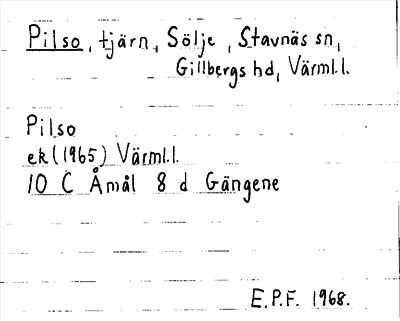 Pilso, tjärn, Sölje, Stavnäs sn,
Gillbergs hd, Värml.l.
Pilso
ek (1965) Värml.l.
10 C Åmål 8 d Gängene
E.P.F. 1968.